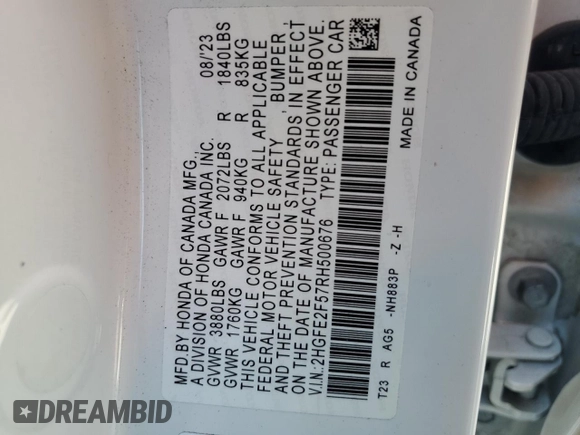 MFD BY HONDA OF CANADA MFG., 08/23
A DIVISION OF HONDA CANADA INC.
GVWR 3880LBS GAWR F 2072LBS R 1840LBS
GVWR 1760KG GAWR F 940KG R 835KG
THIS VEHICLE CONFORMS TO ALL APPLICABLE
FEDERAL MOTOR VEHICLE SAFETY , BUMPER ,
AND THEFT PREVENTION STANDARDS IN EFFECT
ON THE DATE OF MANUFACTURE SHOWN ABOVE.
V.I.N.:2HGFE2F57RH500676 TYPE: PASSENGER CAR
T23 R AG5 -NH883P -Z -H MADE IN CANADA
DREAMBID